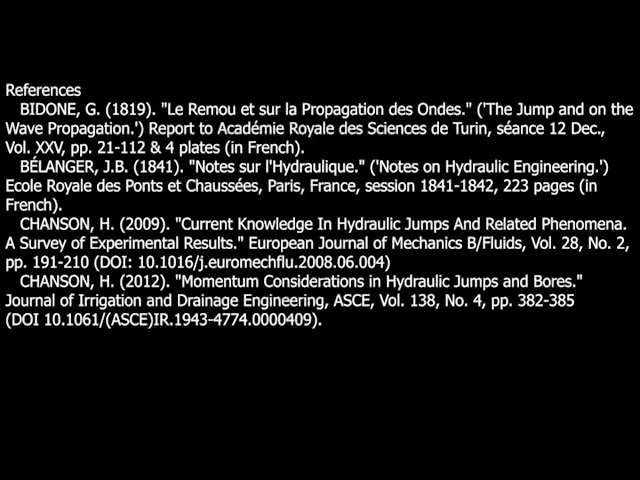 References
BIDONE, G. (1819). "Le Remou et sur la Propagation des Ondes." ('The Jump and on the
Wave Propagation.') Report to Académie Royale des Sciences de Turin, séance 12 Dec.,
Vol. XXV, pp. 21-112 & 4 plates (in French).
BÉLANGER, J.B. (1841). "Notes sur l'Hydraulique." ('Notes on Hydraulic Engineering.')
Ecole Royale des Ponts et Chaussées, Paris, France, session 1841-1842, 223 pages (in
French).
CHANSON, H. (2009). "Current Knowledge In Hydraulic Jumps And Related Phenomena.
A Survey of Experimental Results." European Journal of Mechanics B/Fluids, Vol. 28, No. 2,
pp. 191-210 (DOI: 10.1016/j.euromechflu.2008.06.004)
CHANSON, H. (2012). "Momentum Considerations in Hydraulic Jumps and Bores."
Journal of Irrigation and Drainage Engineering, ASCE, Vol. 138, No. 4, pp. 382-385
(DOI 10.1061/(ASCE)IR.1943-4774.0000409).